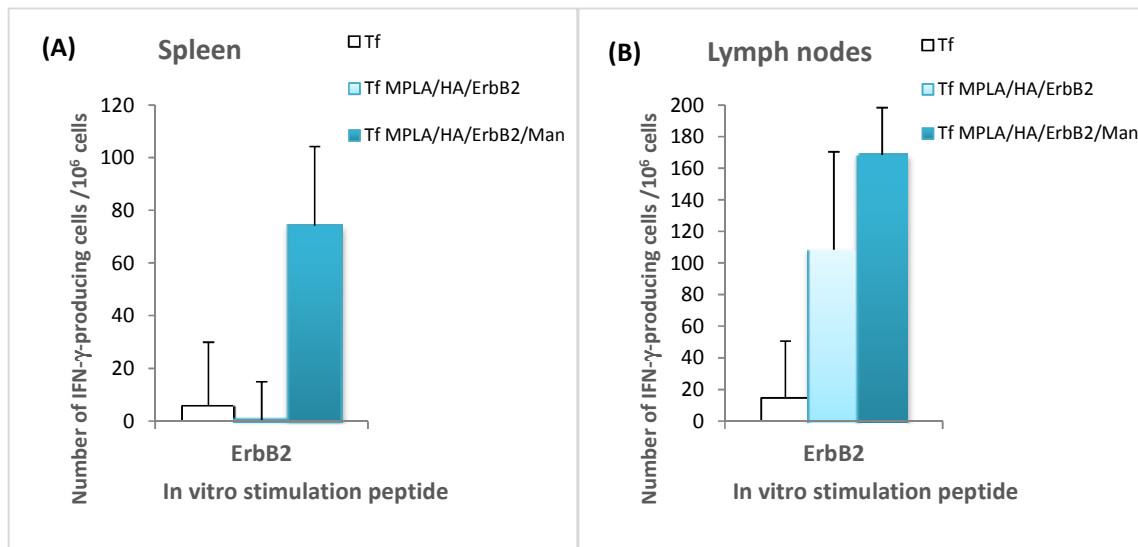 (A) Spleen
Tf
Tf MPLA/HA/ErbB2
Tf MPLA/HA/ErbB2/Man
Number of IFN-γ-producing cells /10⁶ cells
120
100
80
60
40
20
0
ErbB2
In vitro stimulation peptide
(B) Lymph nodes
Tf
Tf MPLA/HA/ErbB2
Tf MPLA/HA/ErbB2/Man
Number of IFN-γ-producing cells /10⁶ cells
200
180
160
140
120
100
80
60
40
20
0
ErbB2
In vitro stimulation peptide